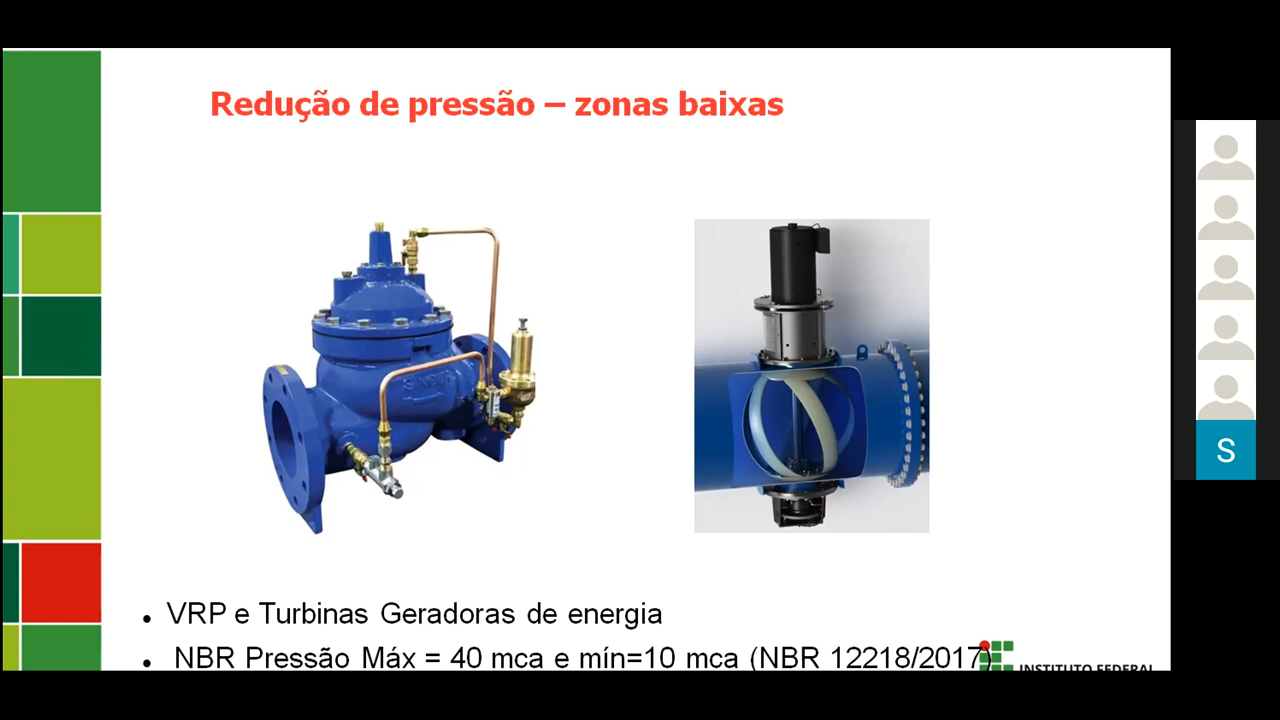 Redução de pressão – zonas baixas
S
VRP e Turbinas Geradoras de energia
NBR Pressão Máx = 40 mca e mín=10 mca (NBR 12218/2017)
INSTITUTO FEDERAL